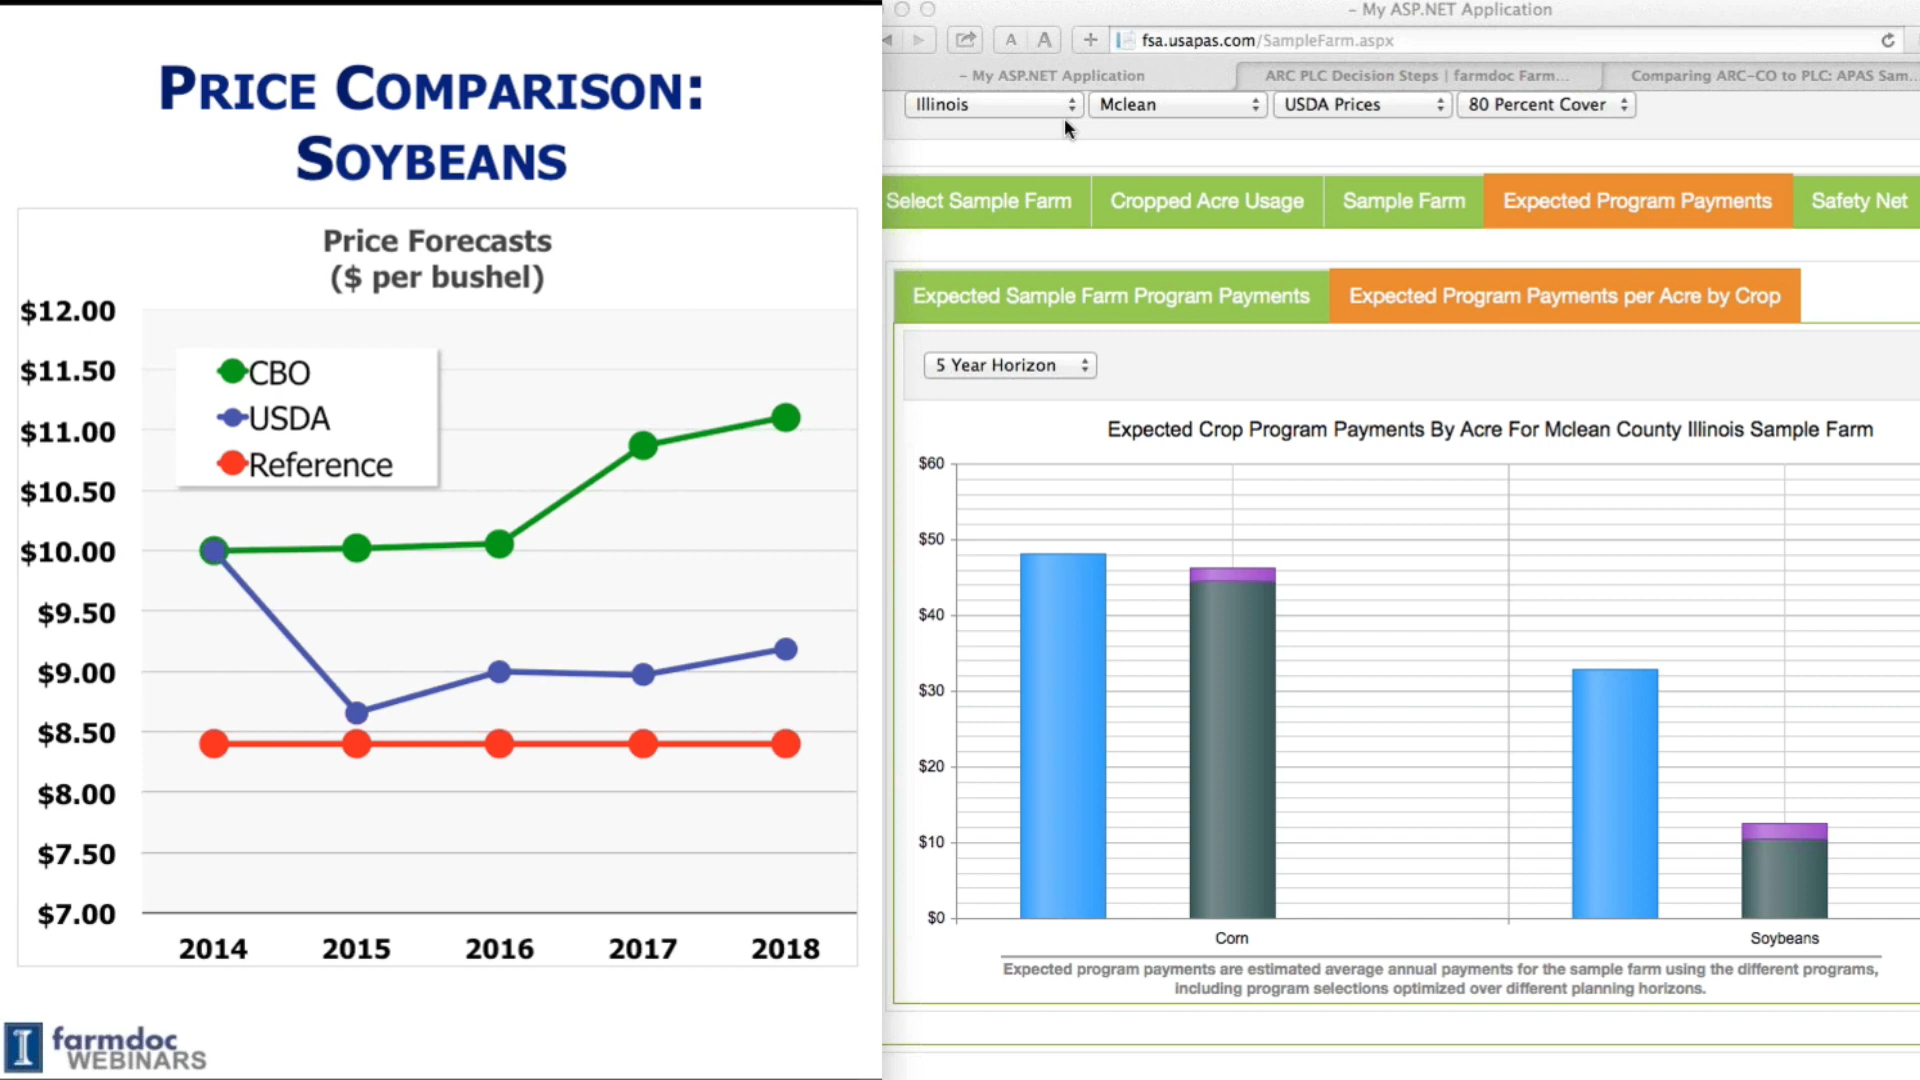 PRICE COMPARISON:
SOYBEANS
Price Forecasts
($ per bushel)
$12.00
$11.50
$11.00
$10.50
$10.00
$9.50
$9.00
$8.50
$8.00
$7.50
$7.00
CBO
USDA
Reference
2014 2015 2016 2017 2018
I farmdoc
WEBINARS
– My ASP.NET Application
A A + fsa.usapas.com/SampleFarm.aspx
– My ASP.NET Application ARC PLC Decision Steps | farmdoc Farm... Comparing ARC-CO to PLC: APAS Sam...
Illinois Mclean USDA Prices 80 Percent Cover
Select Sample Farm Cropped Acre Usage Sample Farm Expected Program Payments Safety Net
Expected Sample Farm Program Payments Expected Program Payments per Acre by Crop
5 Year Horizon
Expected Crop Program Payments By Acre For Mclean County Illinois Sample Farm
$60
$50
$40
$30
$20
$10
$0
Corn Soybeans
Expected program payments are estimated average annual payments for the sample farm using the different programs,
including program selections optimized over different planning horizons.